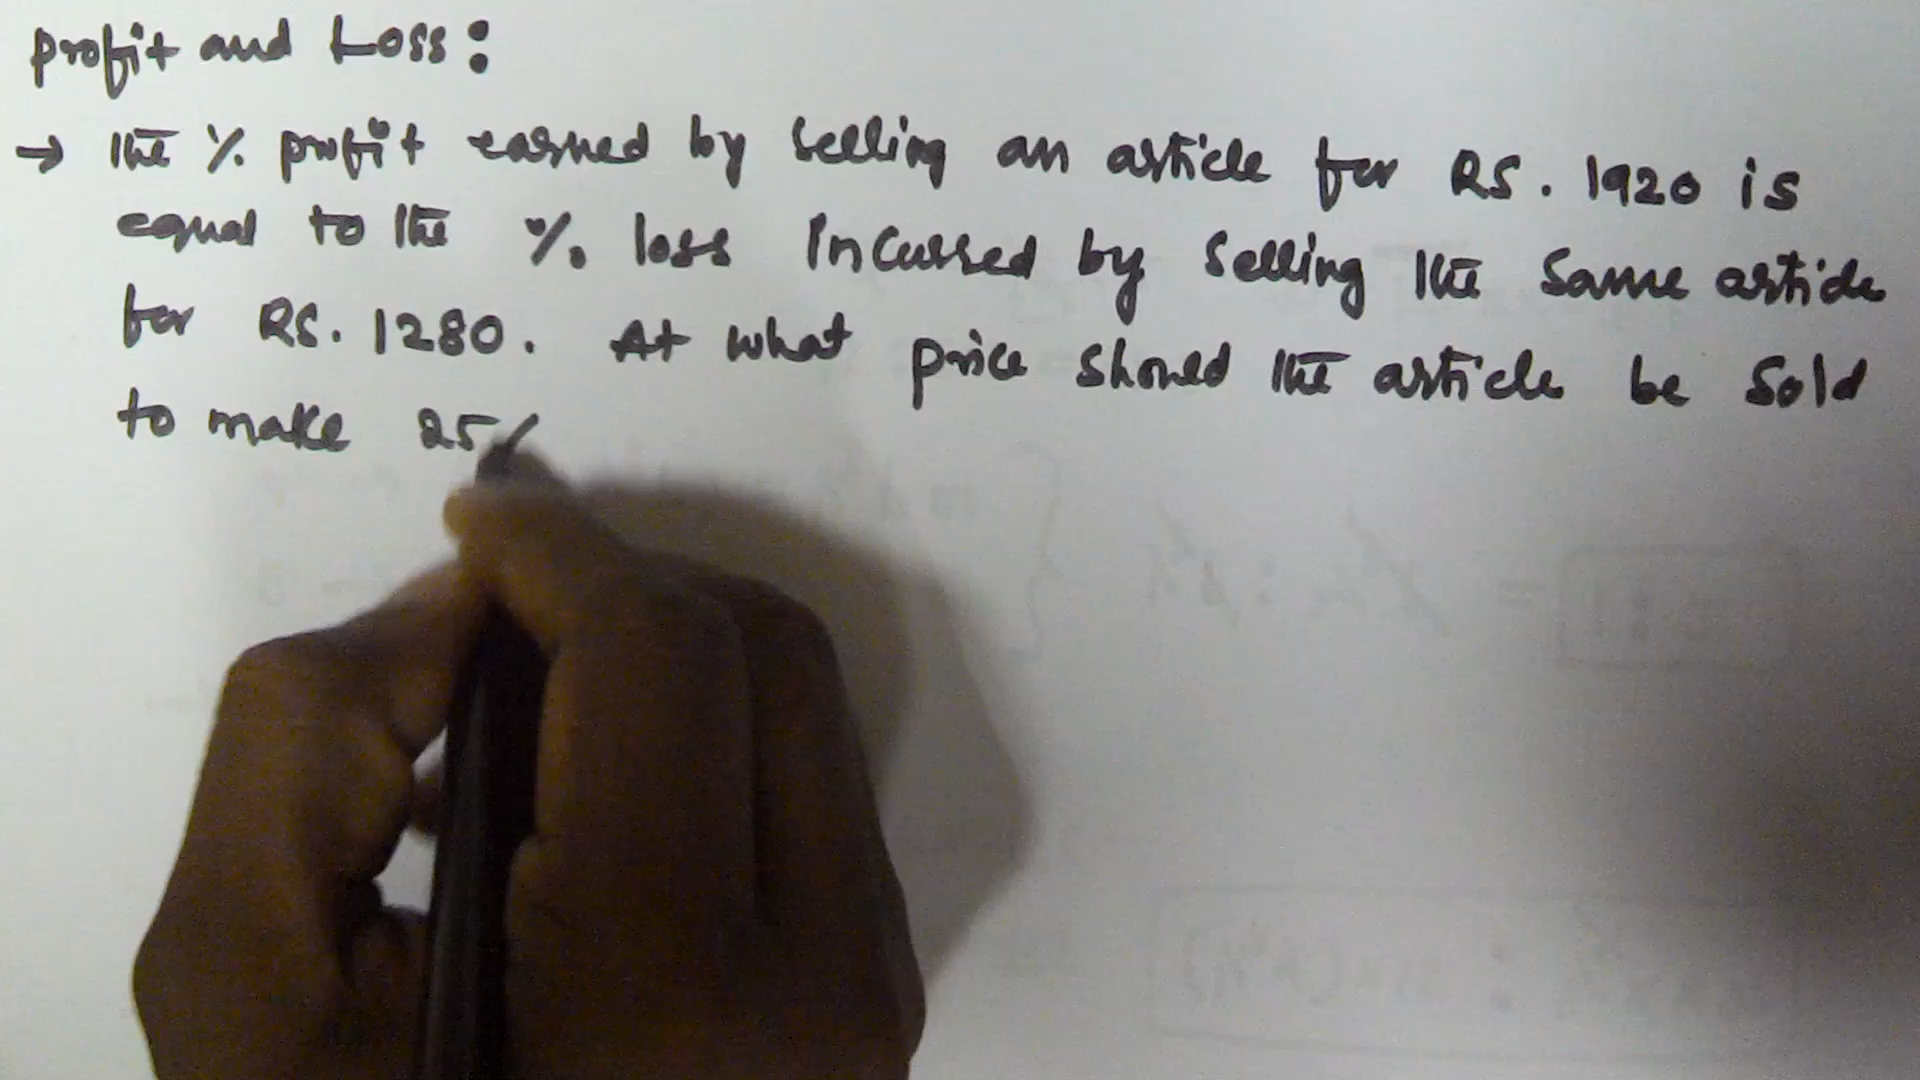 Profit and Loss:
→ The % profit earned by selling an article for RS. 1920 is
equal to the % loss Incurred by Selling the Same article
for RS. 1280. At what price should the article be Sold
to make 25